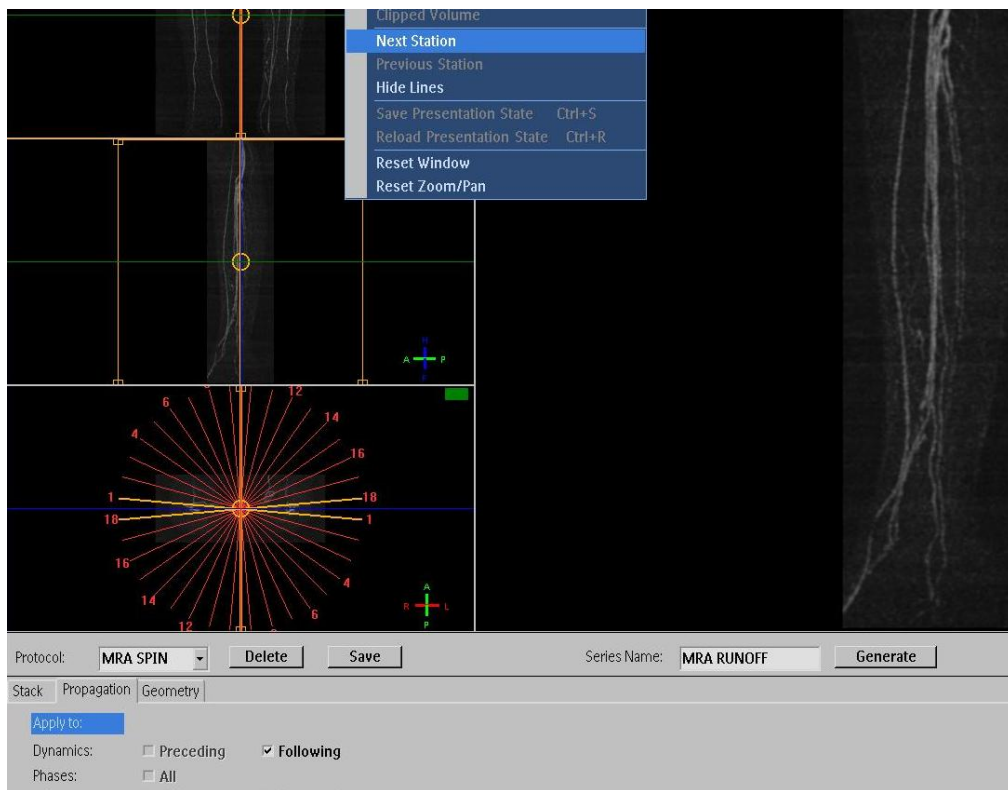 Clipped Volume
Next Station
Previous Station
Hide Lines
Save Presentation State Ctrl+S
Reload Presentation State Ctrl+R
Reset Window
Reset Zoom/Pan
H
A P
F
12
6
14
4
16
1 18
18 1
16
4
14
6
12
A
R L
P
Protocol: MRA SPIN Delete Save Series Name: MRA RUNOFF Generate
Stack Propagation Geometry
Apply to:
Dynamics: Preceding Following
Phases: All